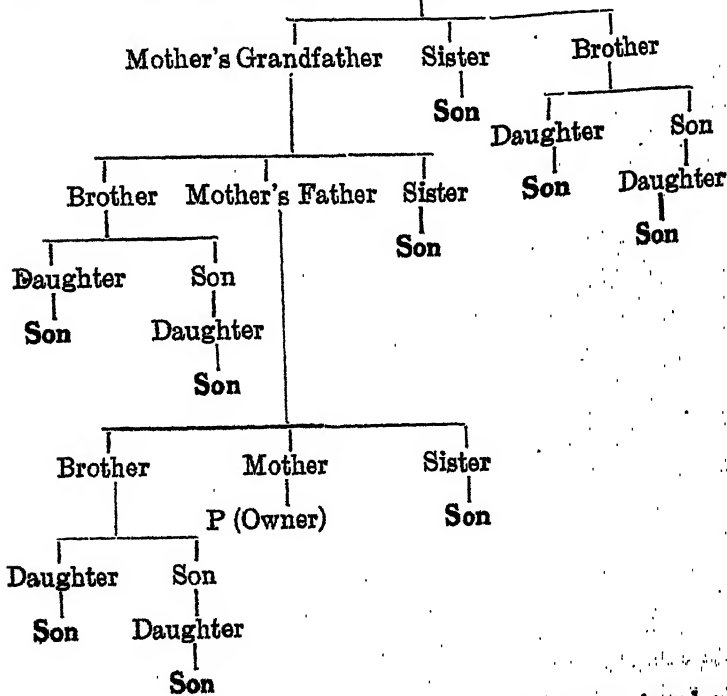 Mother's Grandfather Sister Brother
Son
Daughter Son
Brother Mother's Father Sister Son Daughter
Son Son
Daughter Son
Son Daughter
Son
Brother Mother Sister
P (Owner) Son
Daughter Son
Son Daughter
Son